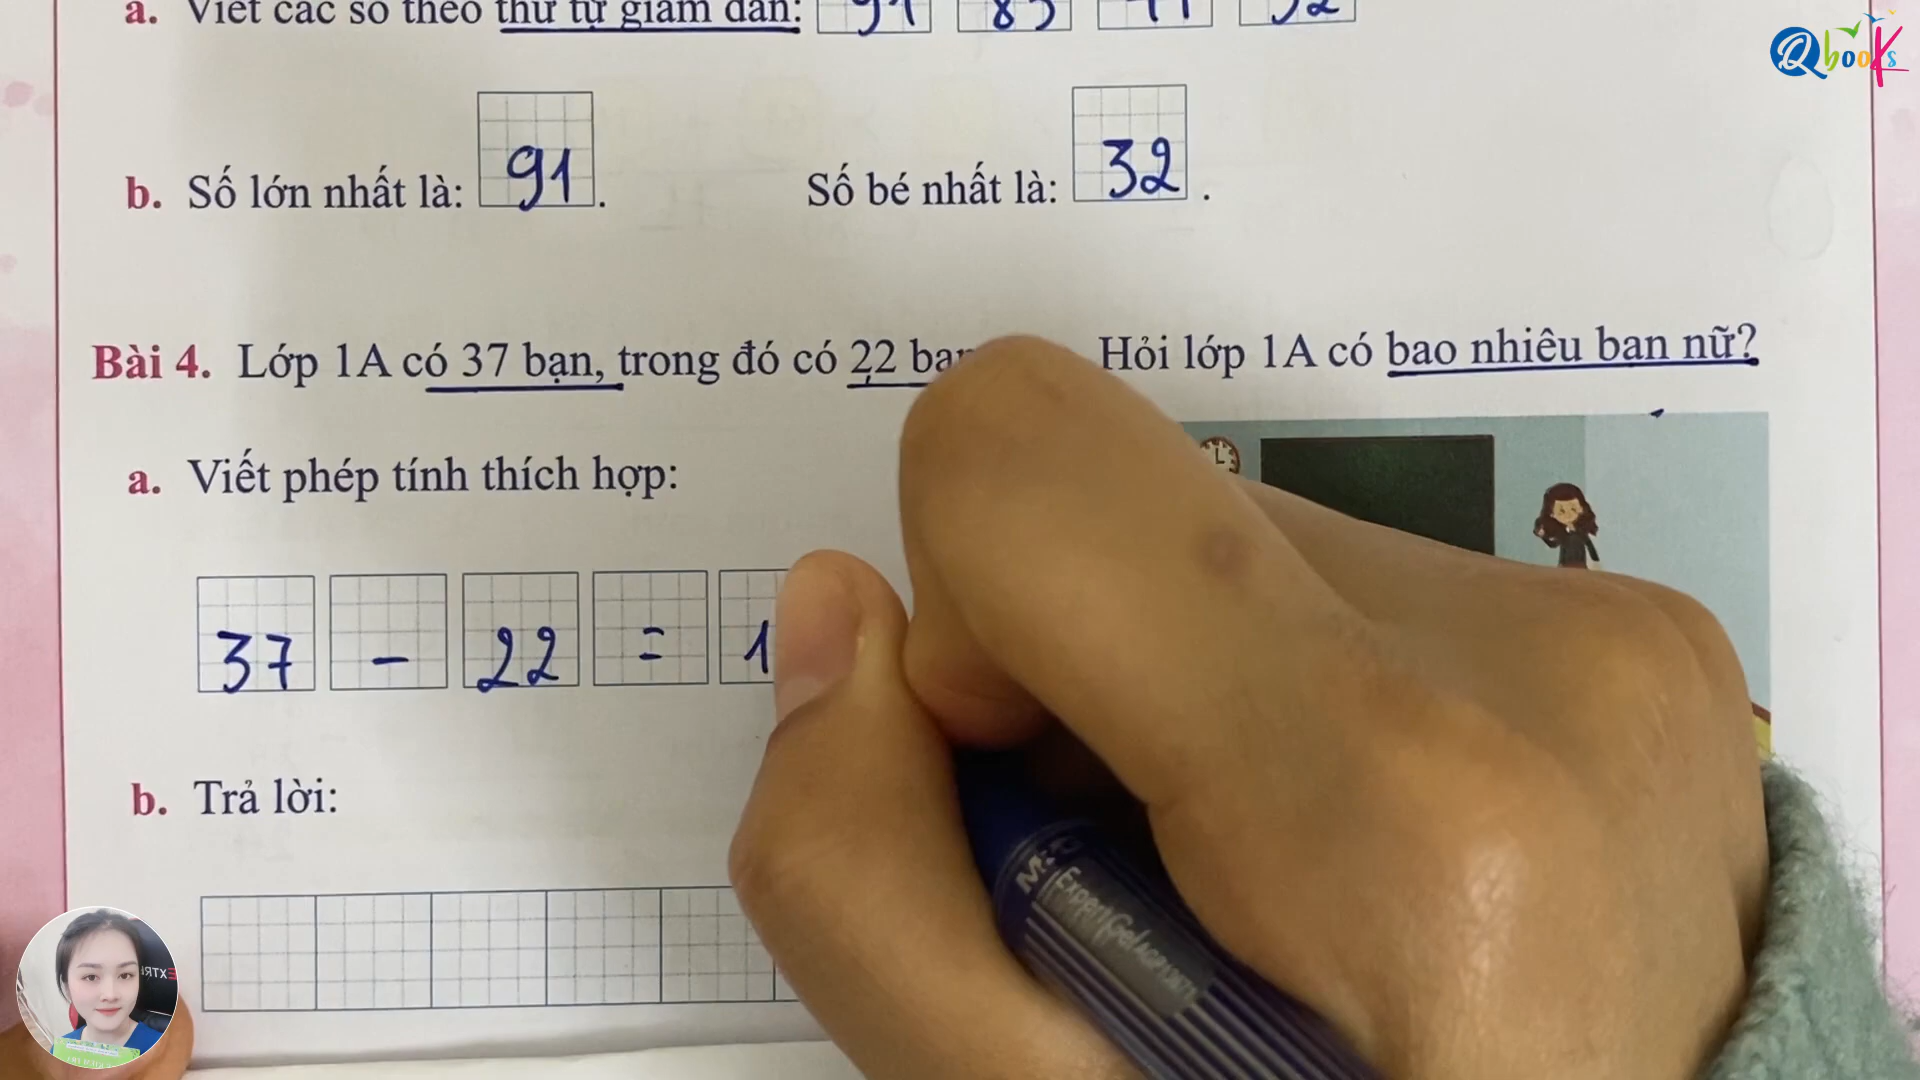 a. Viết các số theo thứ tự giảm dần: 91
Qbooks
b. Số lớn nhất là: 91. Số bé nhất là: 32.
Bài 4. Lớp 1A có 37 bạn, trong đó có 22 Hỏi lớp 1A có bao nhiêu bạn nữ?
a. Viết phép tính thích hợp:
37 - 22 = 1
b. Trả lời: